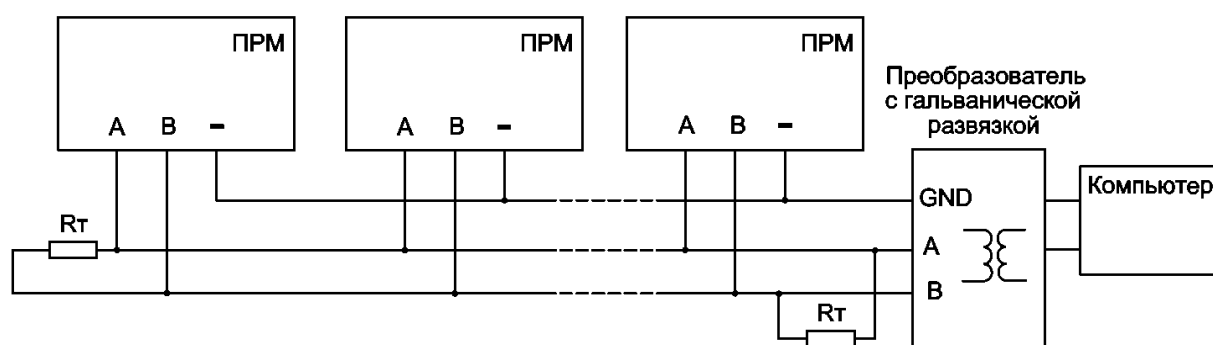 ПРМ
ПРМ
ПРМ
A B -
A B -
A B -
Преобразователь
с гальванической
развязкой
GND
Компьютер
Rт
A
B
Rт